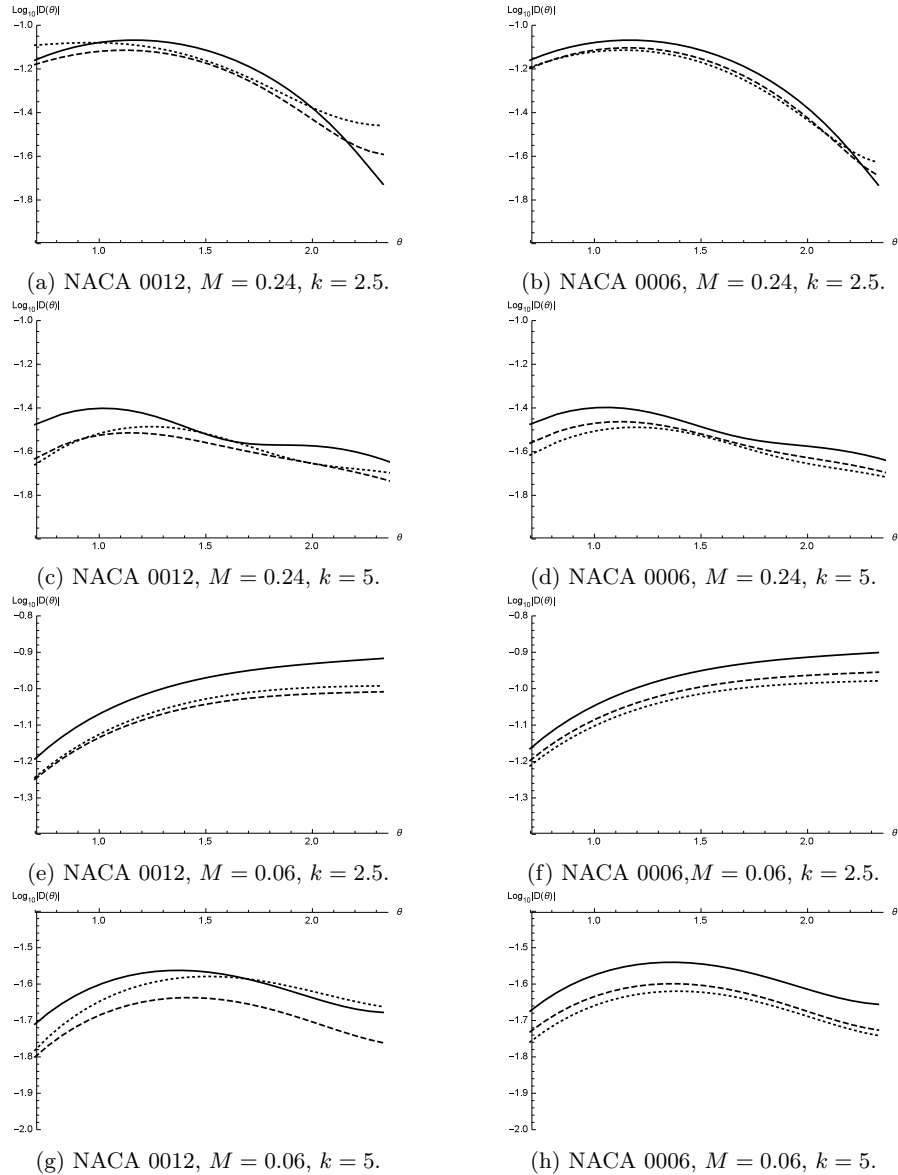 Log₁₀|D(θ)|
-1.0
-1.2
-1.4
-1.6
-1.8
1.0 1.5 2.0 θ
(a) NACA 0012, M = 0.24, k = 2.5.
Log₁₀|D(θ)|
-1.0
-1.2
-1.4
-1.6
-1.8
1.0 1.5 2.0 θ
(b) NACA 0006, M = 0.24, k = 2.5.
Log₁₀|D(θ)|
-1.0
-1.2
-1.4
-1.6
-1.8
1.0 1.5 2.0 θ
(c) NACA 0012, M = 0.24, k = 5.
Log₁₀|D(θ)|
-1.0
-1.2
-1.4
-1.6
-1.8
1.0 1.5 2.0 θ
(d) NACA 0006, M = 0.24, k = 5.
Log₁₀|D(θ)|
-0.8
-0.9
-1.0
-1.1
-1.2
-1.3
1.0 1.5 2.0 θ
(e) NACA 0012, M = 0.06, k = 2.5.
Log₁₀|D(θ)|
-0.8
-0.9
-1.0
-1.1
-1.2
-1.3
1.0 1.5 2.0 θ
(f) NACA 0006,M = 0.06, k = 2.5.
Log₁₀|D(θ)|
1.0 1.5 2.0 θ
-1.5
-1.6
-1.7
-1.8
-1.9
-2.0
(g) NACA 0012, M = 0.06, k = 5.
Log₁₀|D(θ)|
1.0 1.5 2.0 θ
-1.5
-1.6
-1.7
-1.8
-1.9
-2.0
(h) NACA 0006, M = 0.06, k = 5.